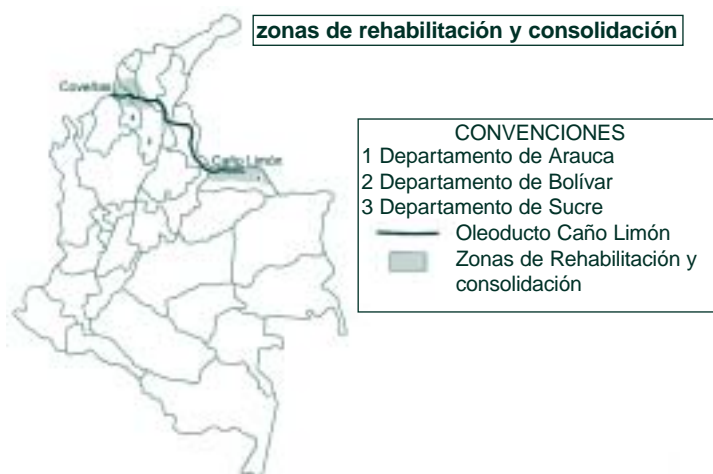 zonas de rehabilitación y consolidación
Coveñas
Caño Limón
CONVENCIONES
1 Departamento de Arauca
2 Departamento de Bolívar
3 Departamento de Sucre
Oleoducto Caño Limón
Zonas de Rehabilitación y
consolidación